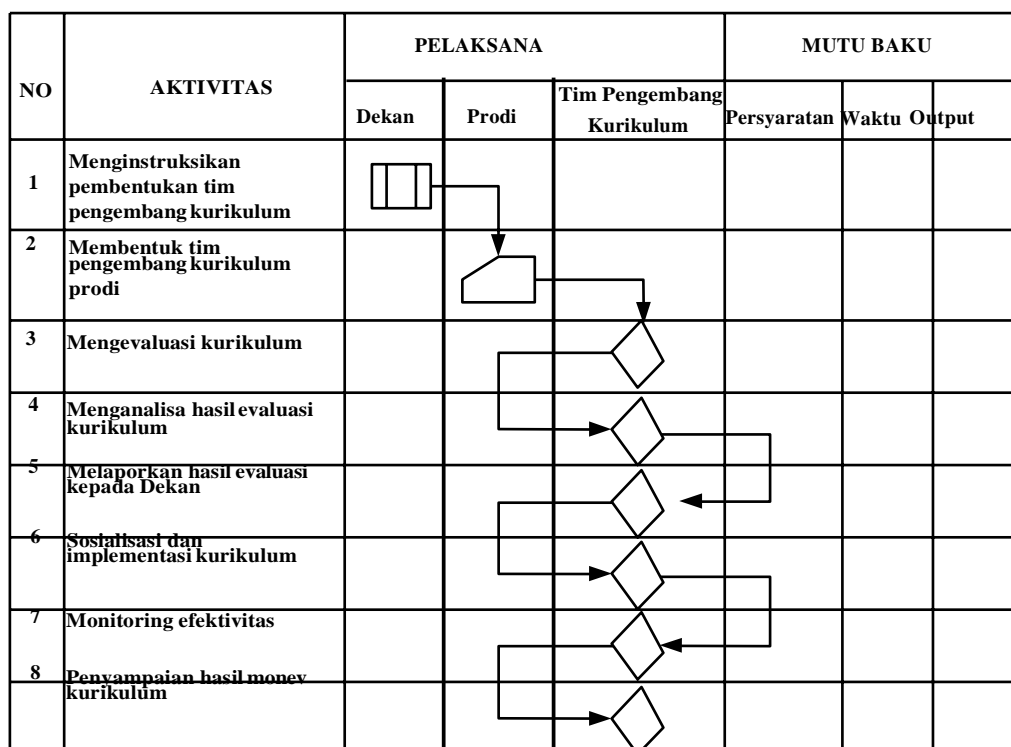 NO
AKTIVITAS
PELAKSANA
MUTU BAKU
Dekan
Prodi
Tim Pengembang
Kurikulum
Persyaratan
Waktu
Output
1
Menginstruksikan
pembentukan tim
pengembang kurikulum
2
Membentuk tim
pengembang kurikulum
prodi
3
Mengevaluasi kurikulum
4
Menganalisa hasil evaluasi
kurikulum
5
Melaporkan hasil evaluasi
kepada Dekan
6
Sosialisasi dan
implementasi kurikulum
7
Monitoring efektivitas
8
Penyampaian hasil monev
kurikulum